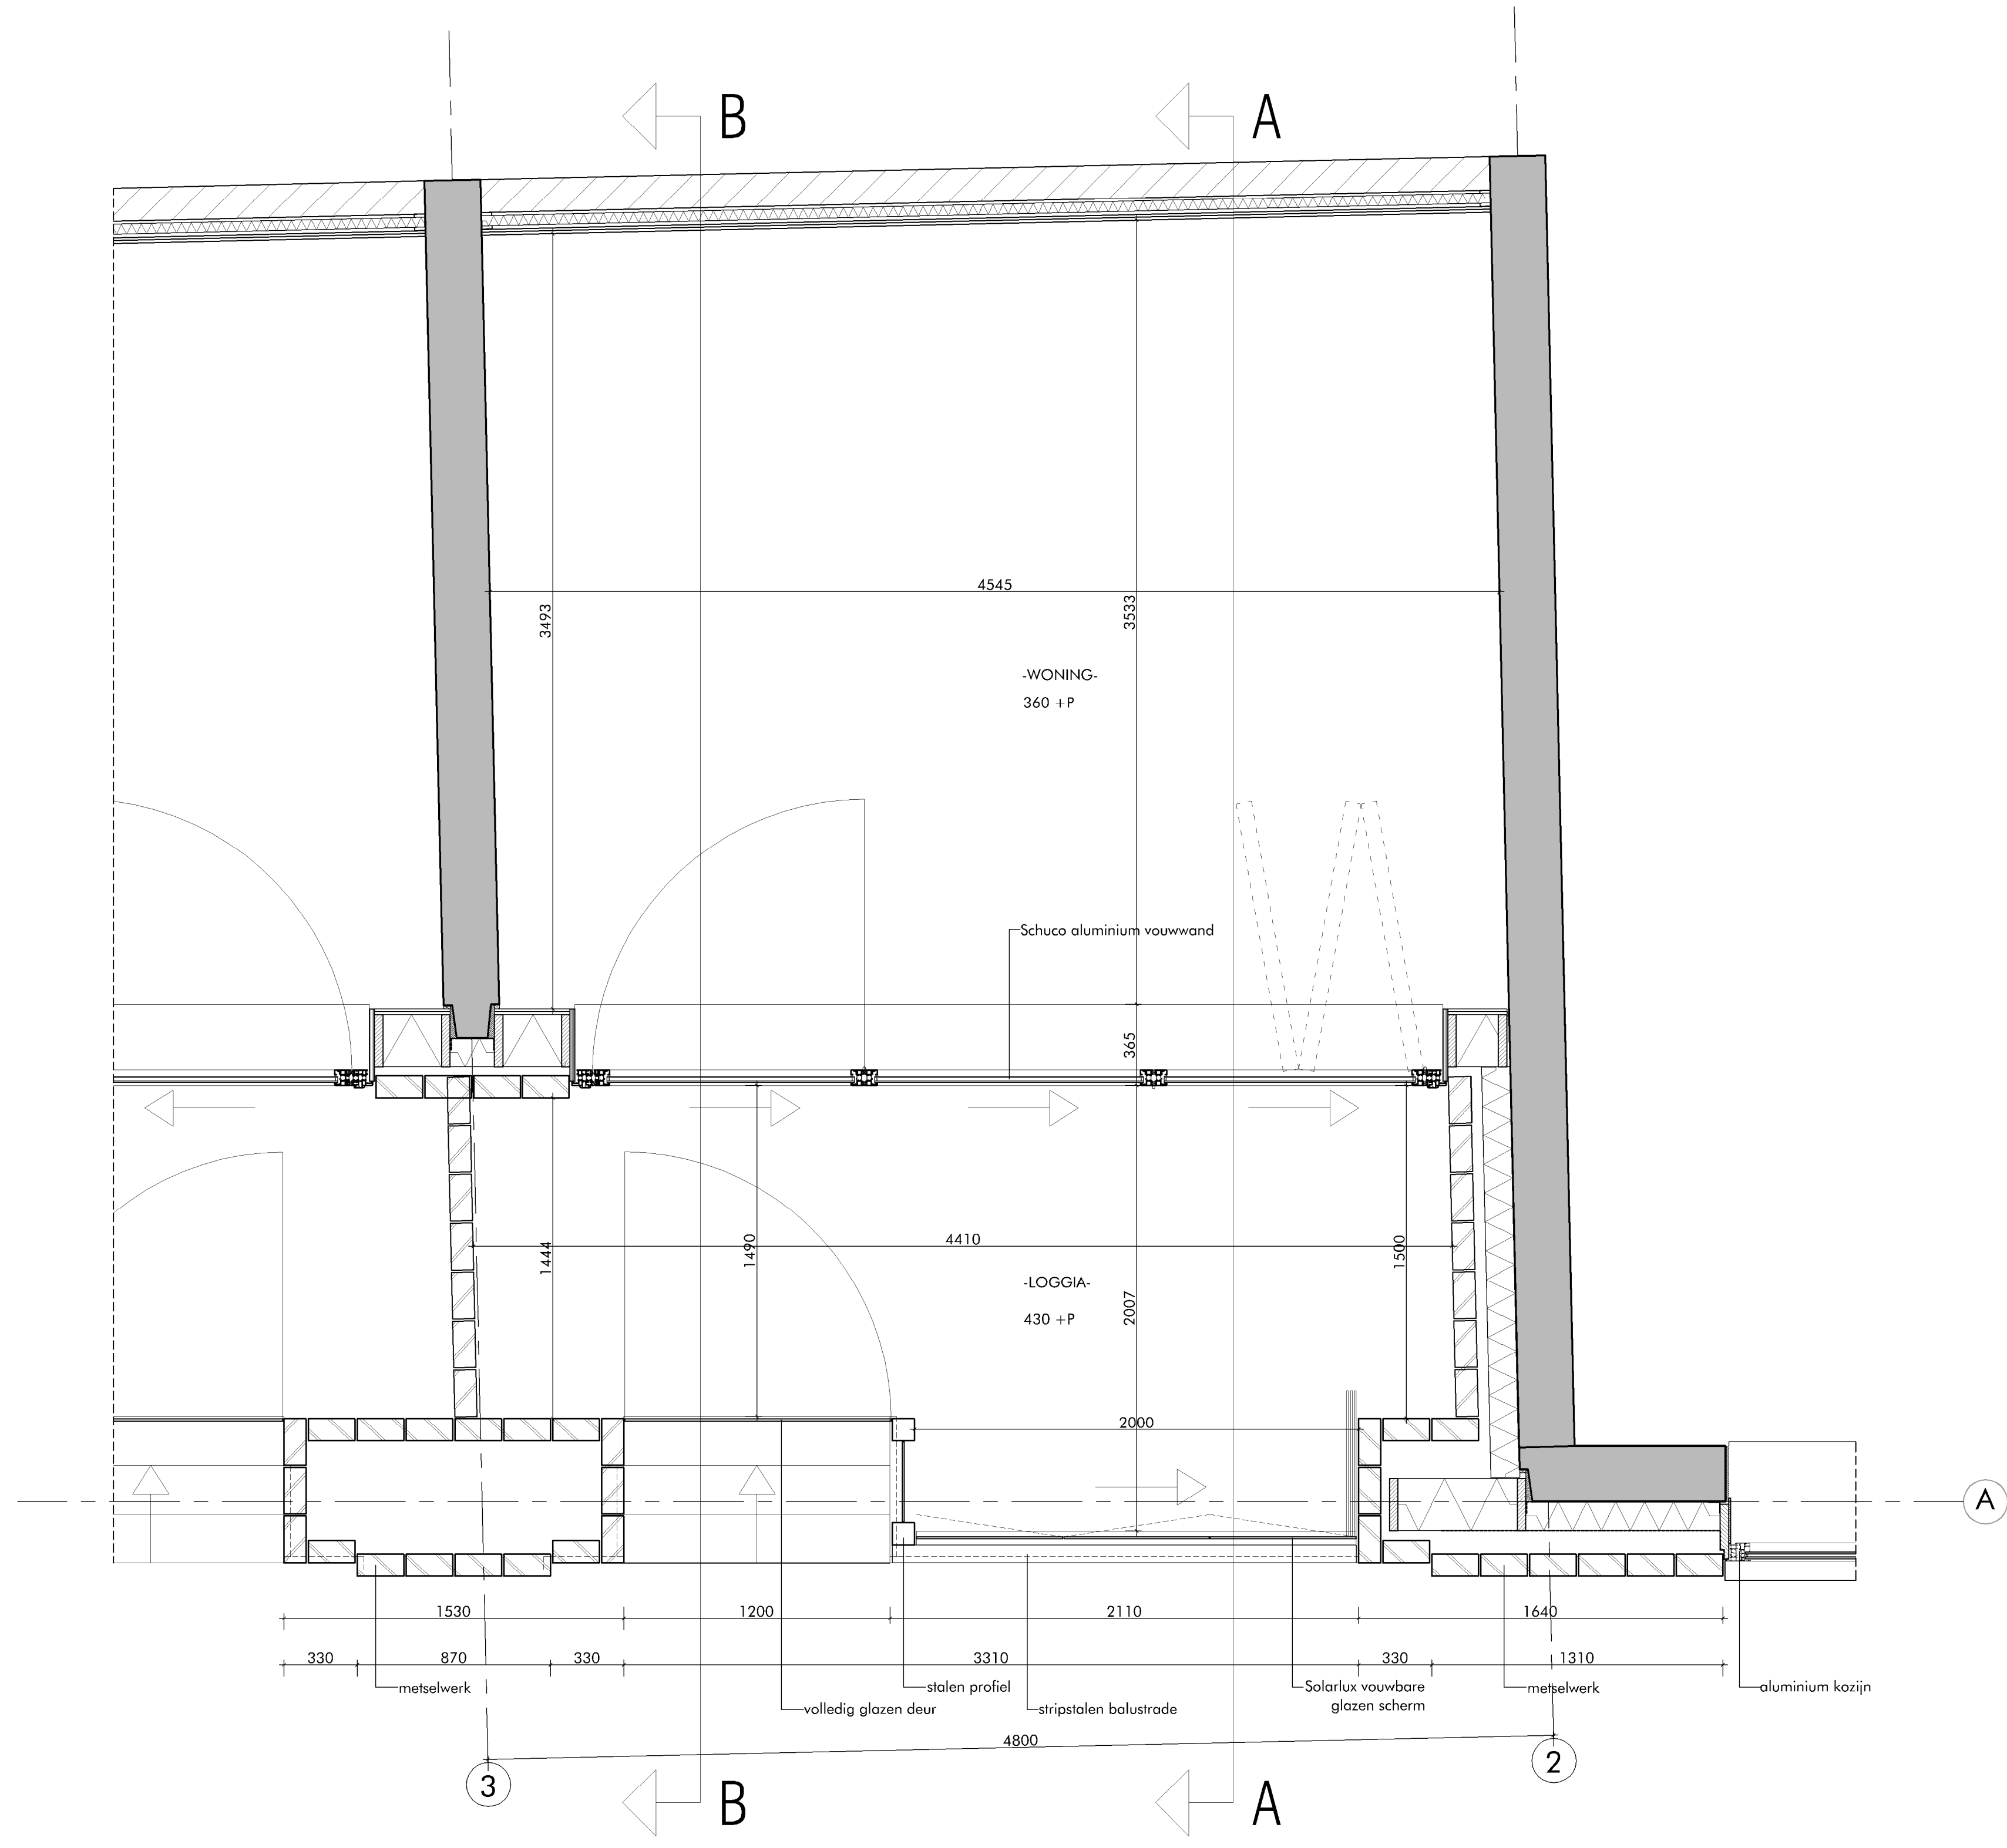 B
A
4545
3493
3533
-WONING-
360 +P
Schuco aluminium vouwwand
365
4410
1444
1490
1500
-LOGGIA-
430 +P
2007
2000
A
1530
1200
2110
1640
330
870
330
3310
330
1310
metselwerk
stalen profiel
Solarlux vouwbare
glazen scherm
metselwerk
aluminium kozijn
volledig glazen deur
stripstalen balustrade
4800
3
2
B
A